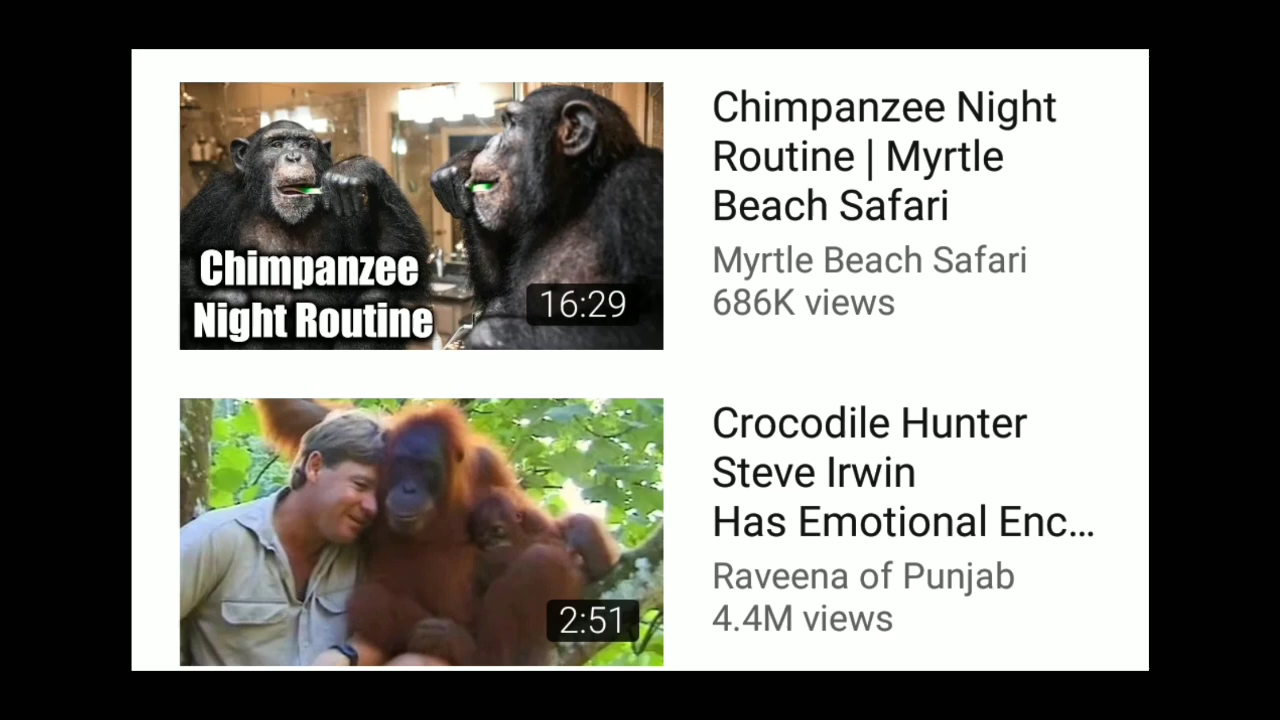 Chimpanzee
Night Routine
16:29
Chimpanzee Night
Routine | Myrtle
Beach Safari
Myrtle Beach Safari
686K views
2:51
Crocodile Hunter
Steve Irwin
Has Emotional Enc...
Raveena of Punjab
4.4M views